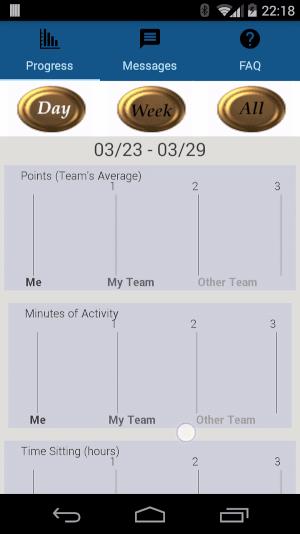 22:18
Progress Messages FAQ
Day Week All
03/23 - 03/29
Points (Team's Average)
1 2 3
Me My Team Other Team
Minutes of Activity
1 2 3
Me My Team Other Team
Time Sitting (hours)
1 2 3